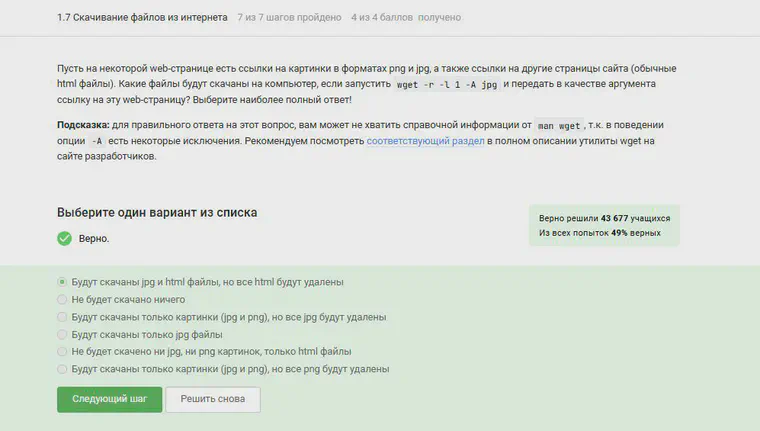 1.7 Скачивание файлов из интернета 7 из 7 шагов пройдено 4 из 4 баллов получено
Пусть на некоторой web-странице есть ссылки на картинки в форматах png и jpg, а также ссылки на другие страницы сайта (обычные
html файлы). Какие файлы будут скачаны на компьютер, если запустить wget -r -l 1 -A jpg и передать в качестве аргумента
ссылку на эту web-страницу? Выберите наиболее полный ответ!
Подсказка: для правильного ответа на этот вопрос, вам может не хватить справочной информации от man wget, т.к. в поведении
опции -A есть некоторые исключения. Рекомендуем посмотреть соответствующий раздел в полном описании утилиты wget на
сайте разработчиков.
Выберите один вариант из списка
Верно.
Верно решили 43 677 учащихся
Из всех попыток 49% верных
Будут скачаны jpg и html файлы, но все html будут удалены
Не будет скачано ничего
Будут скачаны только картинки (jpg и png), но все jpg будут удалены
Будут скачаны только jpg файлы
Не будет скачено ни jpg, ни png картинок, только html файлы
Будут скачаны только картинки (jpg и png), но все png будут удалены
Следующий шаг Решить снова